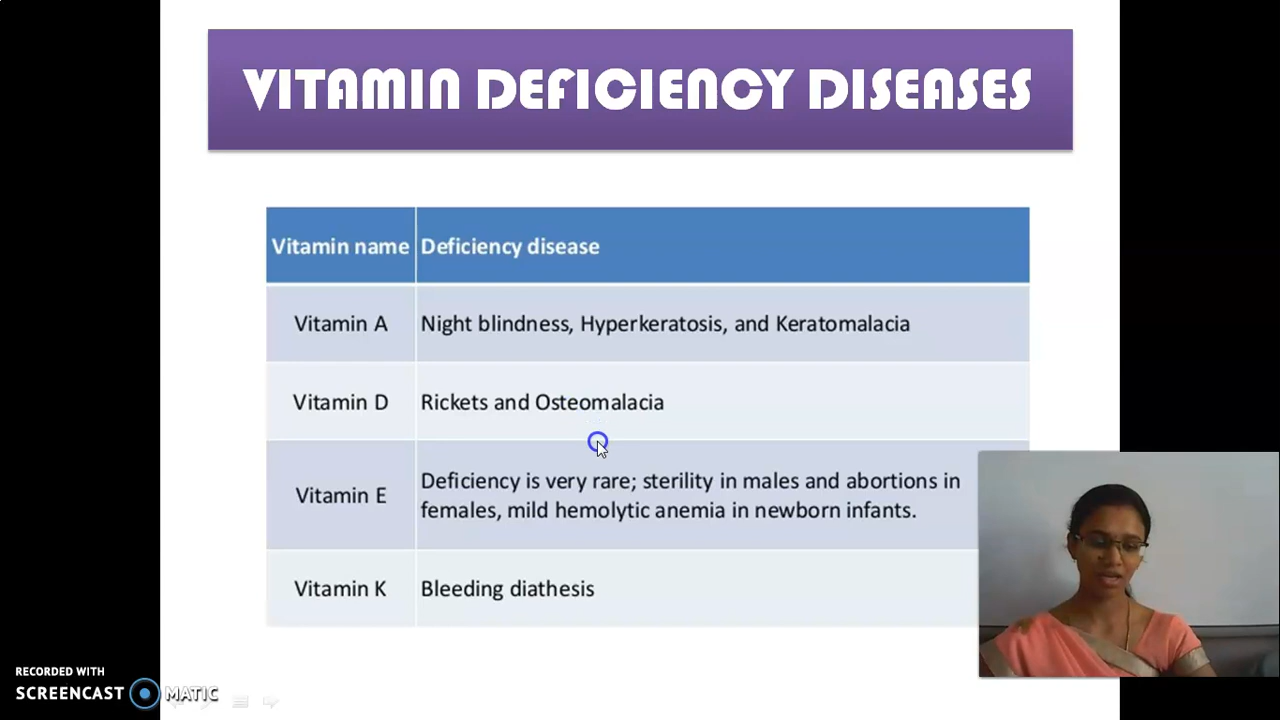 VITAMIN DEFICIENCY DISEASES
Vitamin name Deficiency disease
Vitamin A Night blindness, Hyperkeratosis, and Keratomalacia
Vitamin D Rickets and Osteomalacia
Vitamin E Deficiency is very rare; sterility in males and abortions in
females, mild hemolytic anemia in newborn infants.
Vitamin K Bleeding diathesis
RECORDED WITH
SCREENCAST MATIC